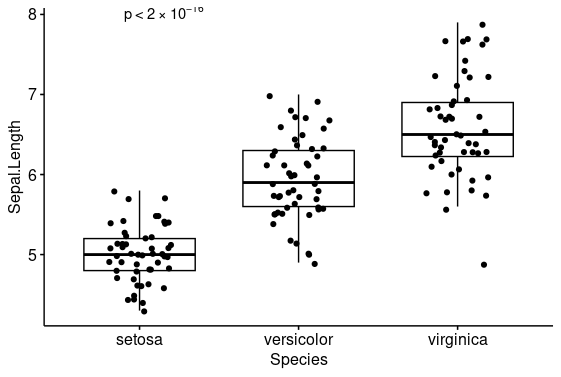 p < 2 × 10⁻¹⁶
8
7
6
5
Sepal.Length
setosa versicolor virginica
Species